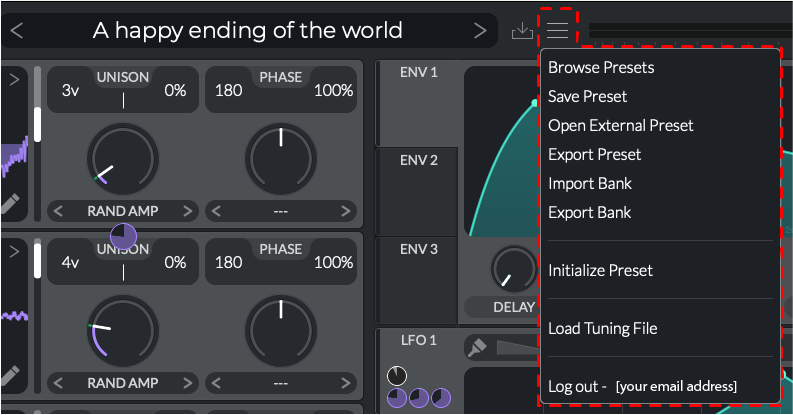 A happy ending of the world
UNISON
3v
0%
PHASE
180
100%
RAND AMP
---
UNISON
4v
0%
PHASE
180
100%
RAND AMP
---
ENV 1
ENV 2
ENV 3
DELAY
LFO 1
Browse Presets
Save Preset
Open External Preset
Export Preset
Import Bank
Export Bank
Initialize Preset
Load Tuning File
Log out - [your email address]